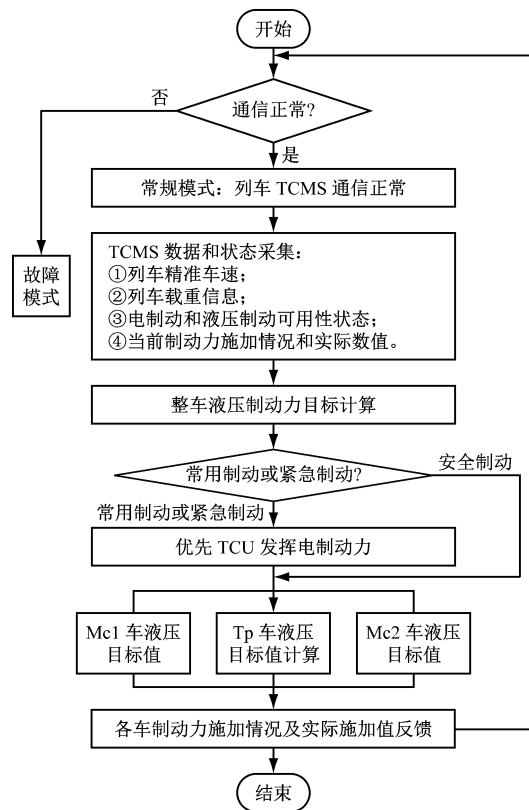 开始
通信正常?
否
是
常规模式：列车 TCMS 通信正常
故障
模式
TCMS 数据和状态采集：
①列车精准车速；
②列车载重信息；
③电制动和液压制动可用性状态；
④当前制动力施加情况和实际数值。
整车液压制动力目标计算
常用制动或紧急制动?
安全制动
常用制动或紧急制动
优先 TCU 发挥电制动力
Mc1 车液压
目标值
Tp 车液压
目标值计算
Mc2 车液压
目标值
各车制动力施加情况及实际施加值反馈
结束